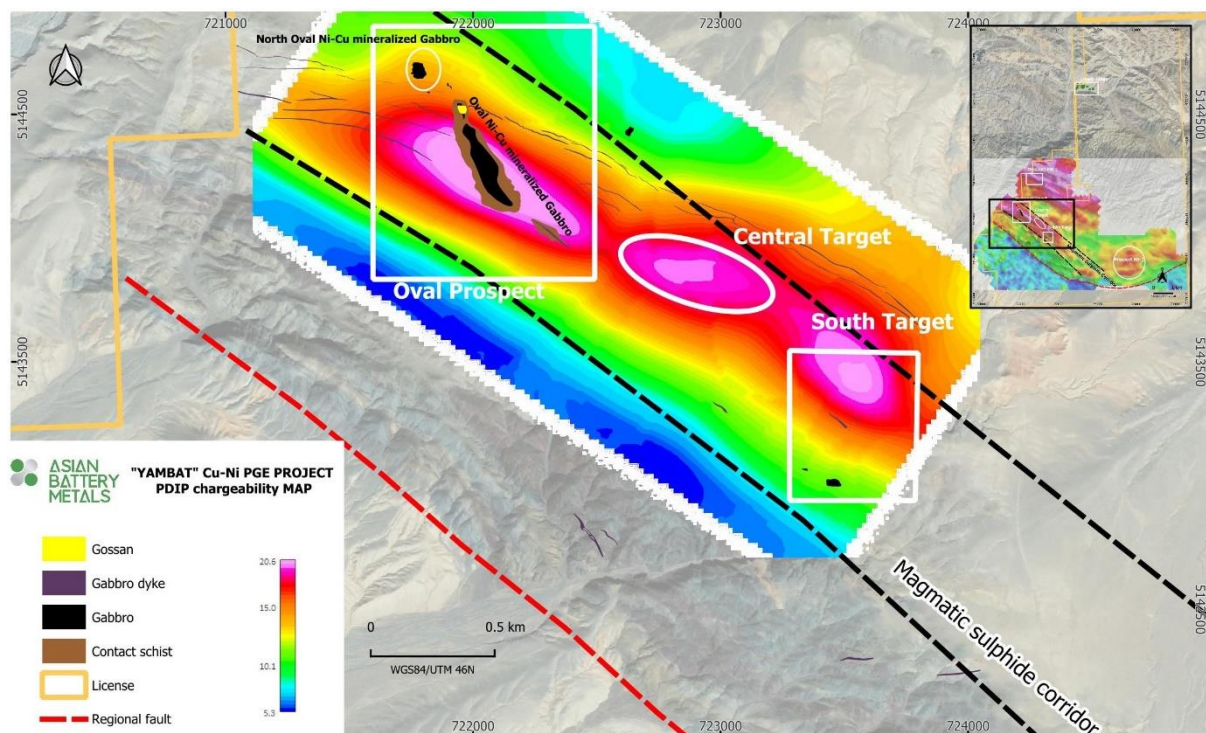 721000
722000
723000
724000
North Oval Ni-Cu mineralized Gabbro
5144500
5144500
Oval Ni-Cu mineralized Gabbro
Central Target
Oval Prospect
South Target
5143500
5143500
ASIAN
BATTERY
METALS
"YAMBAT" Cu-Ni PGE PROJECT
PDIP chargeability MAP
Gossan
Gabbro dyke
Gabbro
Contact schist
License
Regional fault
20.5
15.0
10.1
5.3
0 0.5 km
WGS84/UTM 46N
Magmatic sulphide corridor
5142500
722000
723000
724000